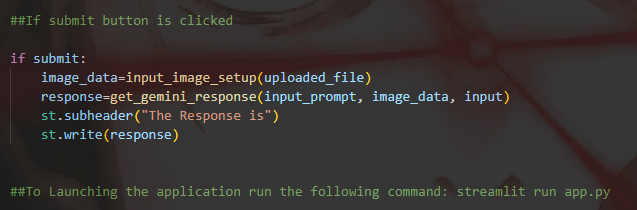 ##If submit button is clicked
if submit:
    image_data=input_image_setup(uploaded_file)
    response=get_gemini_response(input_prompt, image_data, input)
    st.subheader("The Response is")
    st.write(response)
##To Launching the application run the following command: streamlit run app.py